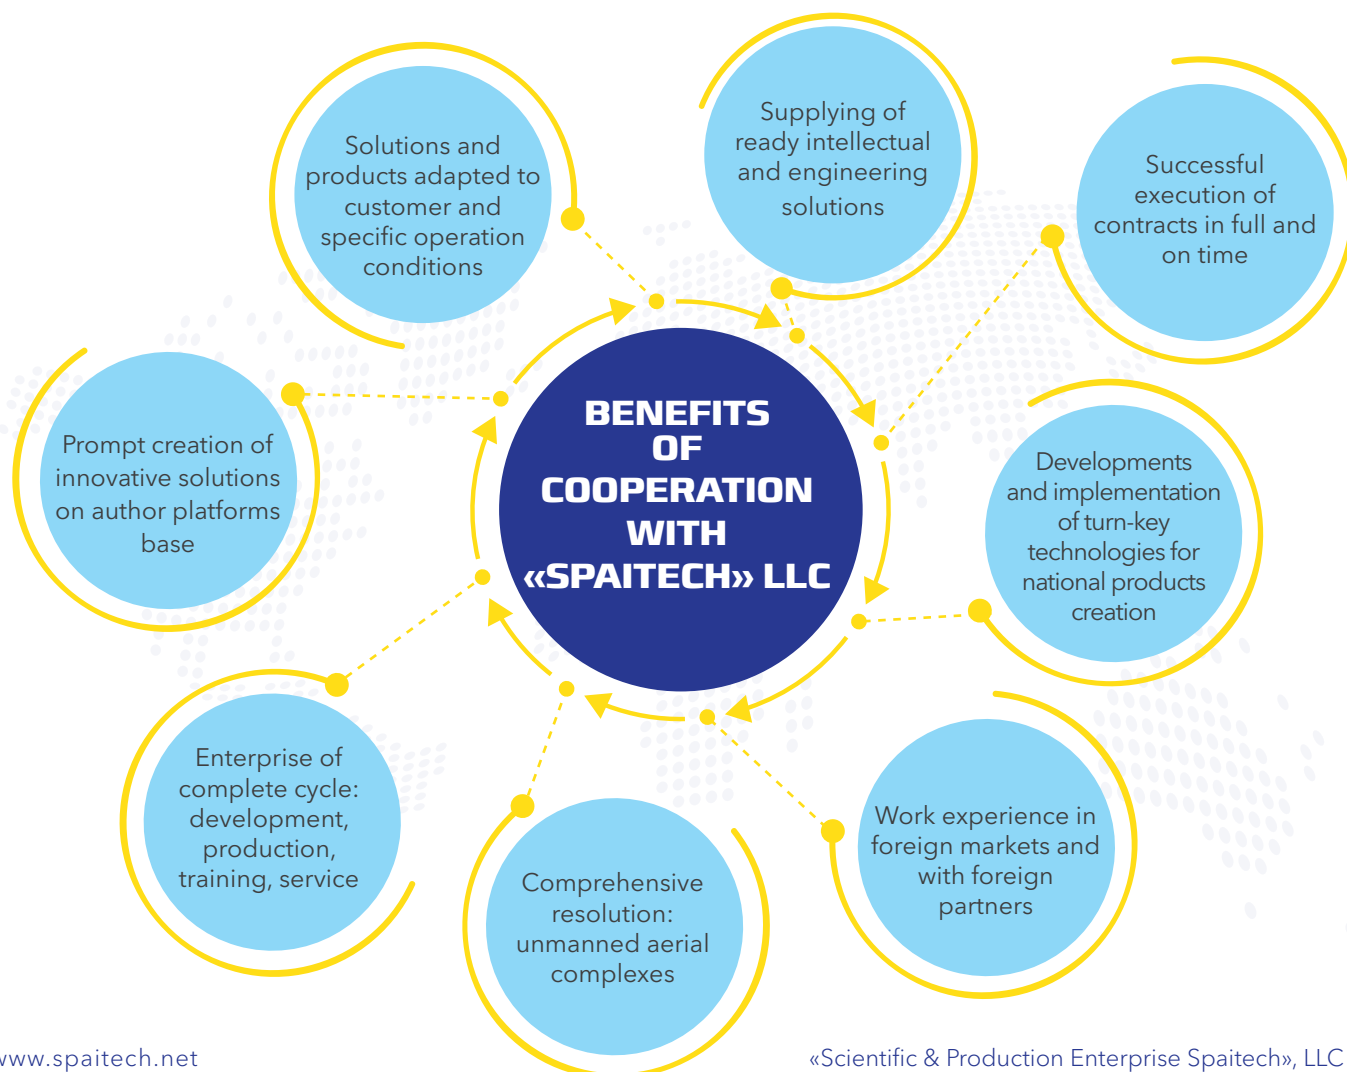 Solutions and
products adapted to
customer and
specific operation
conditions
Supplying of
ready intellectual
and engineering
solutions
Successful
execution of
contracts in full and
on time
Prompt creation of
innovative solutions
on author platforms
base
BENEFITS
OF
COOPERATION
WITH
«SPAITECH» LLC
Developments
and implementation
of turn-key
technologies for
national products
creation
Enterprise of
complete cycle:
development,
production,
training, service
Comprehensive
resolution:
unmanned aerial
complexes
Work experience in
foreign markets and
with foreign
partners
www.spaitech.net
«Scientific & Production Enterprise Spaitech», LLC